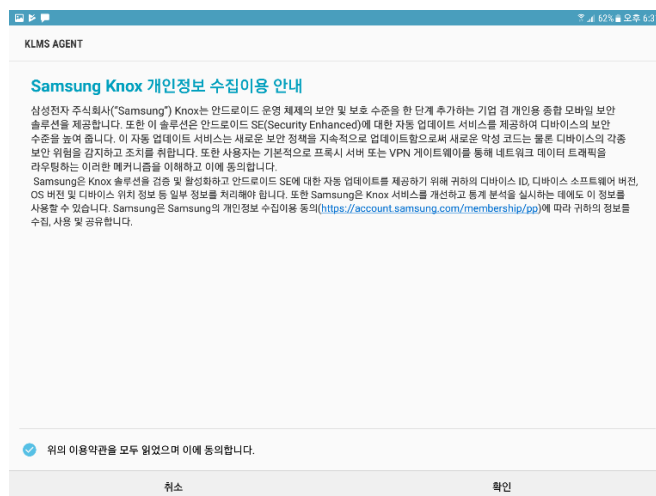 62% 오후 6:3
KLMS AGENT
Samsung Knox 개인정보 수집이용 안내
삼성전자 주식회사("Samsung") Knox는 안드로이드 운영 체제의 보안 및 보호 수준을 한 단계 추가하는 기업 겸 개인용 종합 모바일 보안
솔루션을 제공합니다. 또한 이 솔루션은 안드로이드 SE(Security Enhanced)에 대한 자동 업데이트 서비스를 제공하여 디바이스의 보안
수준을 높여 줍니다. 이 자동 업데이트 서비스는 새로운 보안 정책을 지속적으로 업데이트함으로써 새로운 악성 코드는 물론 디바이스의 각종
보안 위험을 감지하고 조치를 취합니다. 또한 사용자는 기본적으로 프록시 서버 또는 VPN 게이트웨이를 통해 네트워크 데이터 트래픽을
라우팅하는 이러한 메커니즘을 이해하고 이에 동의합니다.
Samsung은 Knox 솔루션을 검증 및 활성화하고 안드로이드 SE에 대한 자동 업데이트를 제공하기 위해 귀하의 디바이스 ID, 디바이스 소프트웨어 버전,
OS 버전 및 디바이스 위치 정보 등 일부 정보를 처리해야 합니다. 또한 Samsung은 Knox 서비스를 개선하고 통계 분석을 실시하는 데에도 이 정보를
사용할 수 있습니다. Samsung은 Samsung의 개인정보 수집이용 동의(https://account.samsung.com/membership/pp)에 따라 귀하의 정보를
수집, 사용 및 공유합니다.
위의 이용약관을 모두 읽었으며 이에 동의합니다.
취소 확인